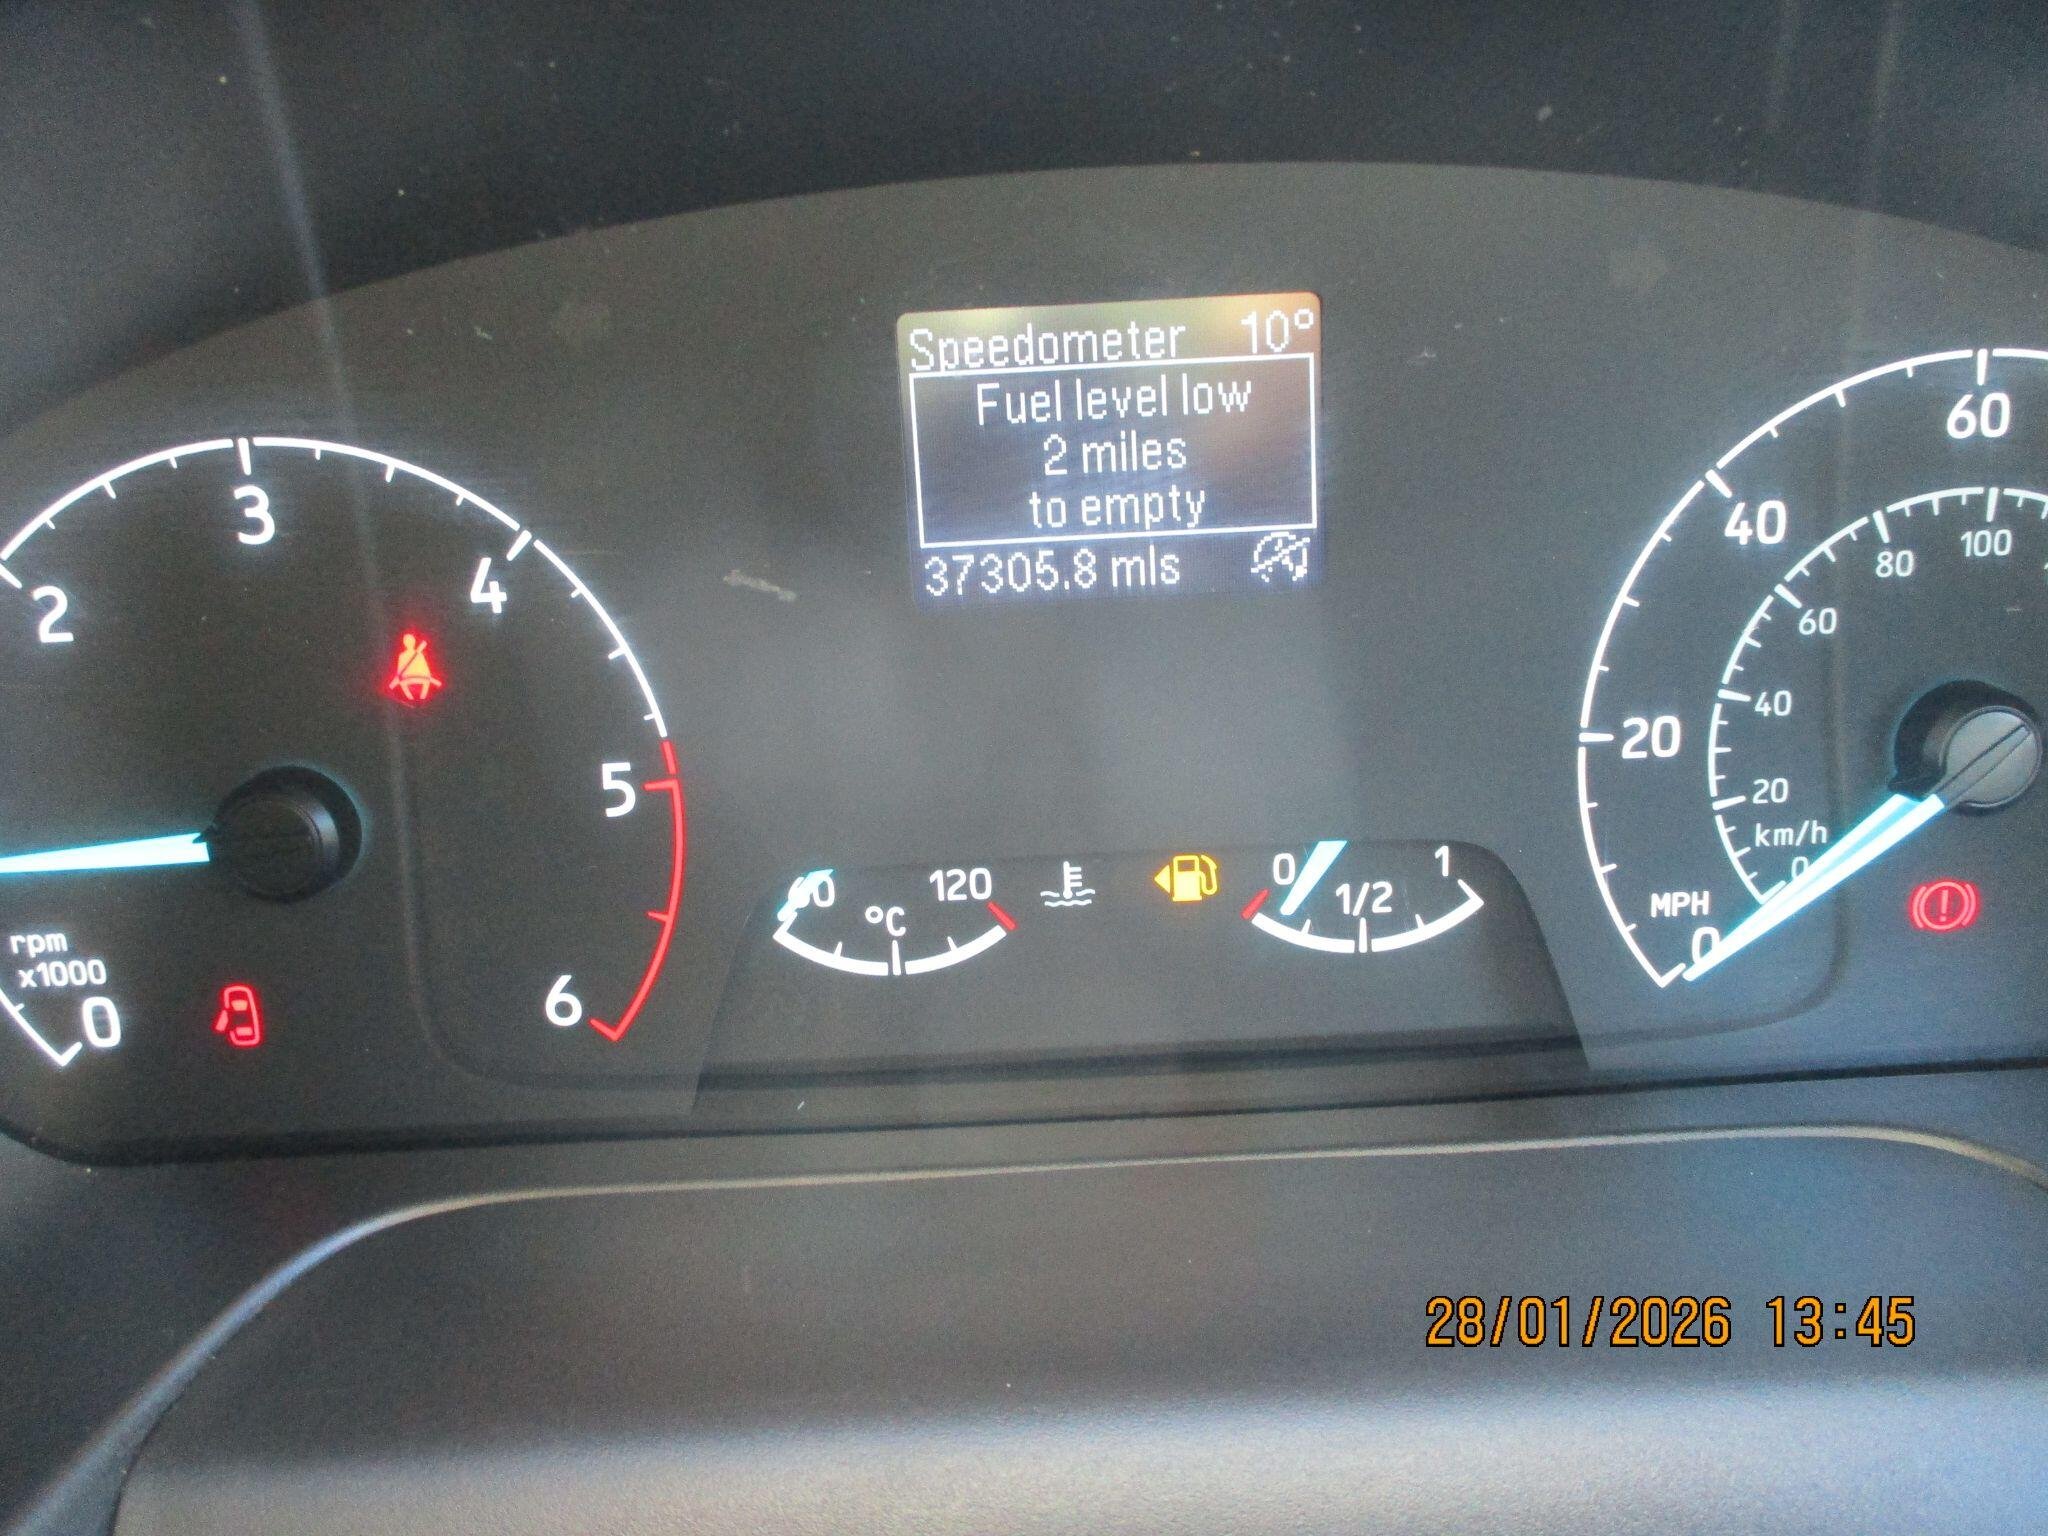 Speedometer 10°
Fuel level low
2 miles
to empty
37305.8 mls
2
3
4
5
6
rpm
x1000
0
60
120
°C
0
1/2
1
60
40
20
MPH
0
100
80
60
40
20
km/h
0
28/01/2026 13:45